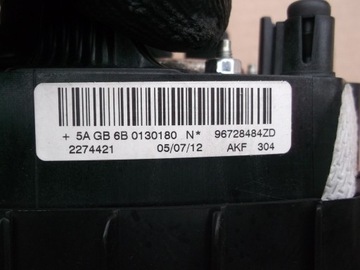 + 5A GB 6B 0130180 N* 96728484ZD
2274421 05/07/12 AKF 304